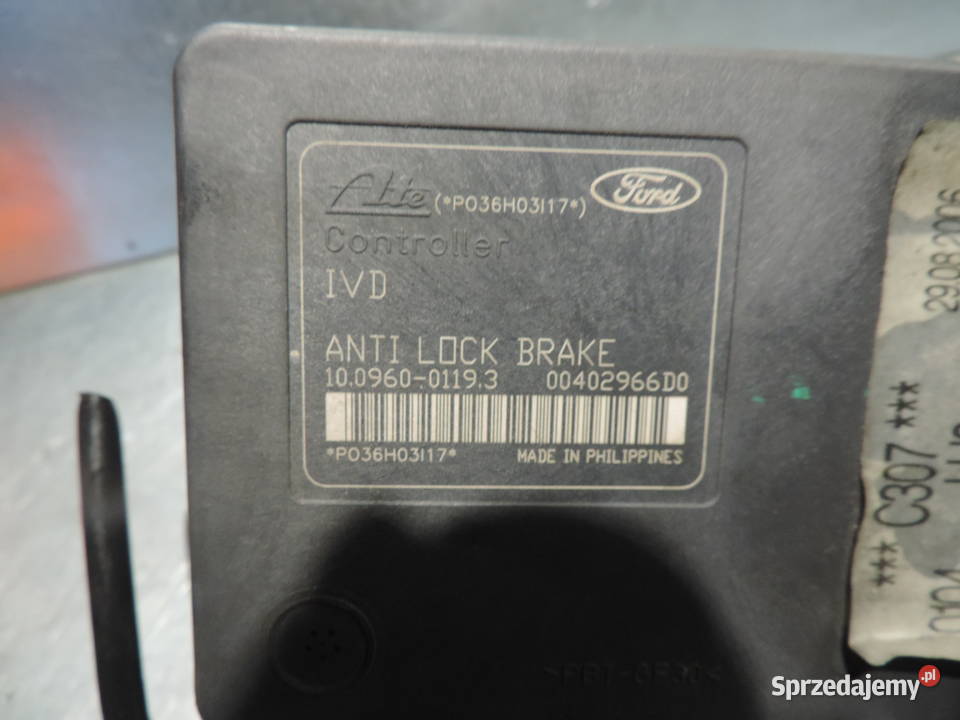 Ate (*P036H03I17*) Ford
Controller
IVD
ANTI LOCK BRAKE
10.0960-0119.3 00402966D0
*P036H03I17* MADE IN PHILIPPINES
29.08.2006
*** C307 ***
0104
Sprzedajemy.pl